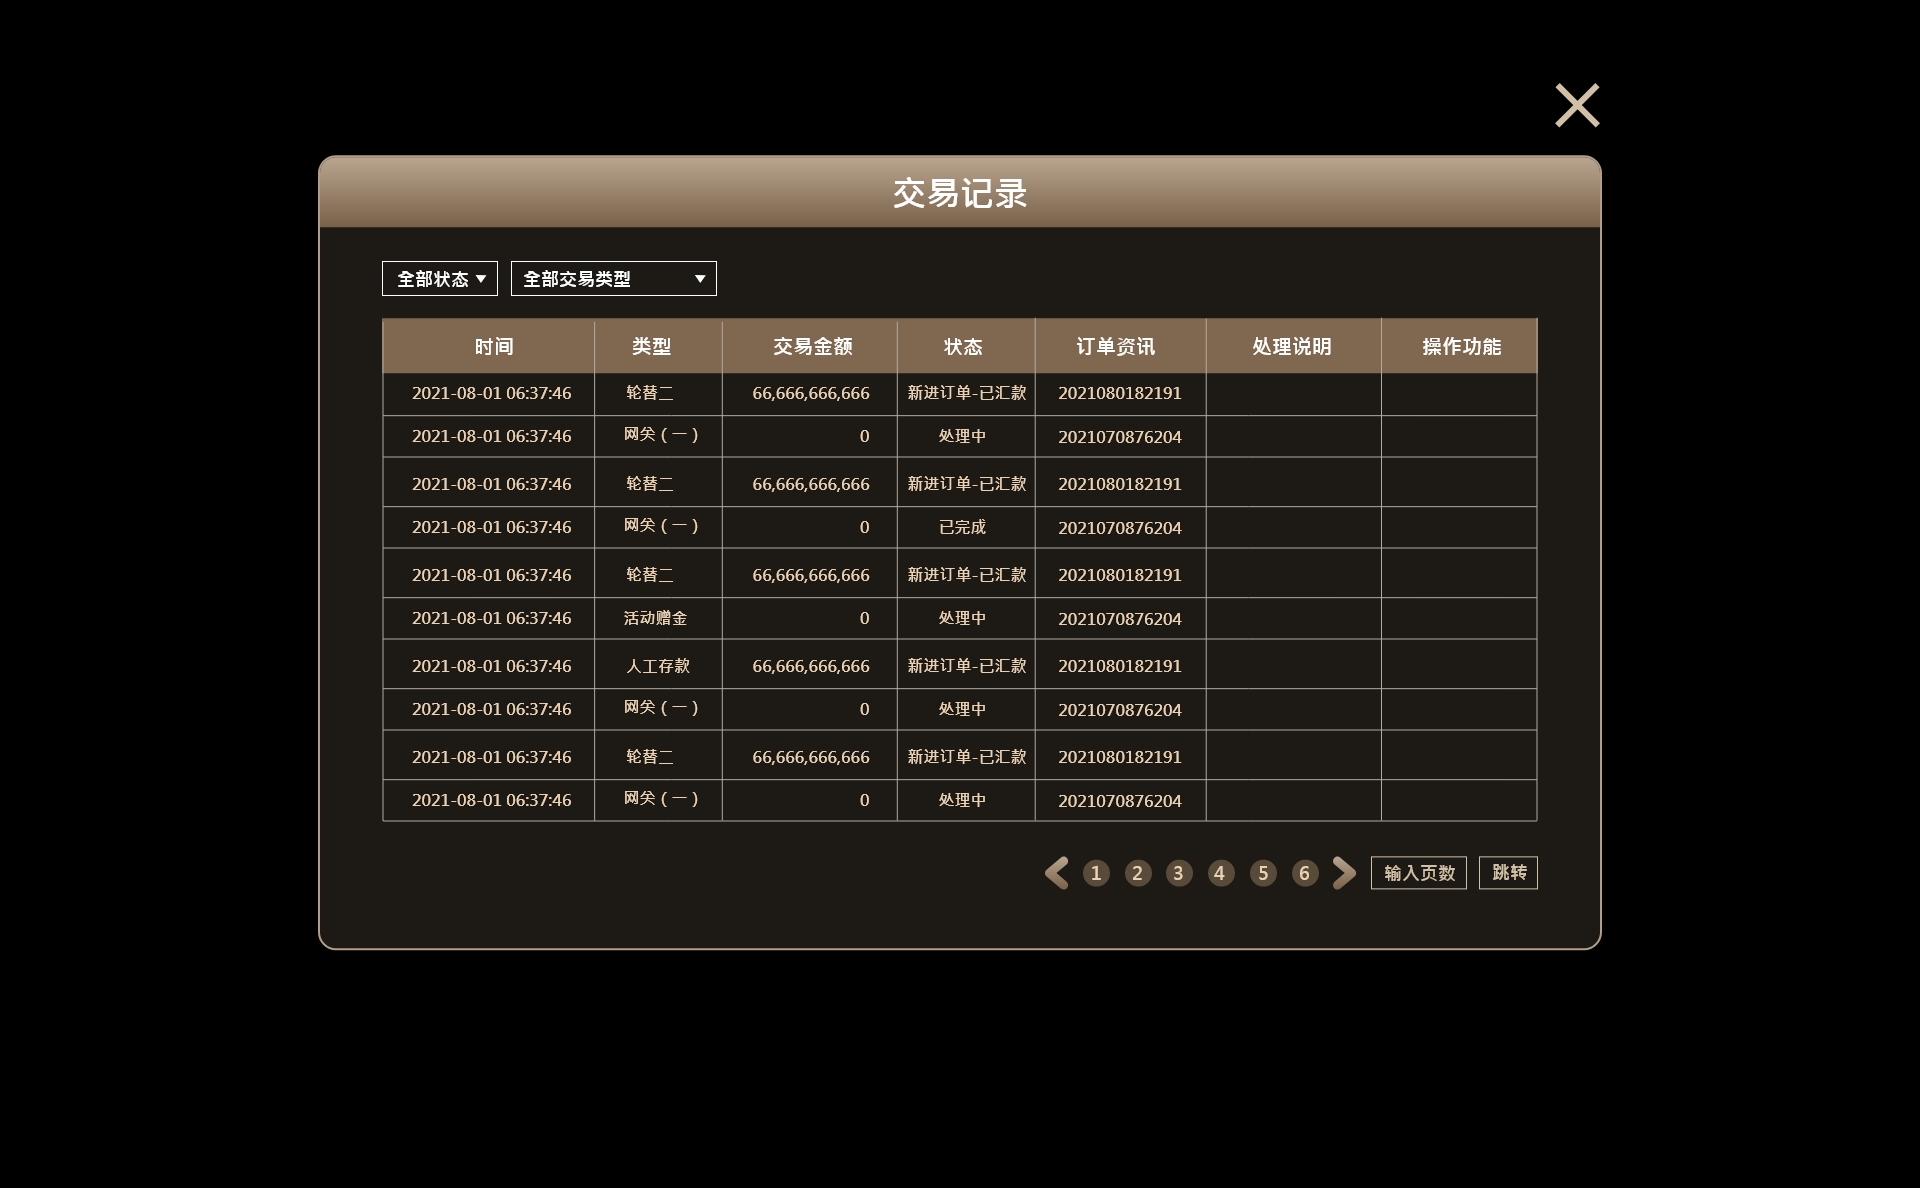 交易记录
全部状态 全部交易类型
时间 类型 交易金额 状态 订单资讯 处理说明 操作功能
2021-08-01 06:37:46 轮替二 66,666,666,666 新进订单-已汇款 2021080182191
2021-08-01 06:37:46 网关（一） 0 处理中 2021070876204
2021-08-01 06:37:46 轮替二 66,666,666,666 新进订单-已汇款 2021080182191
2021-08-01 06:37:46 网关（一） 0 已完成 2021070876204
2021-08-01 06:37:46 轮替二 66,666,666,666 新进订单-已汇款 2021080182191
2021-08-01 06:37:46 活动赠金 0 处理中 2021070876204
2021-08-01 06:37:46 人工存款 66,666,666,666 新进订单-已汇款 2021080182191
2021-08-01 06:37:46 网关（一） 0 处理中 2021070876204
2021-08-01 06:37:46 轮替二 66,666,666,666 新进订单-已汇款 2021080182191
2021-08-01 06:37:46 网关（一） 0 处理中 2021070876204
1 2 3 4 5 6 输入页数 跳转